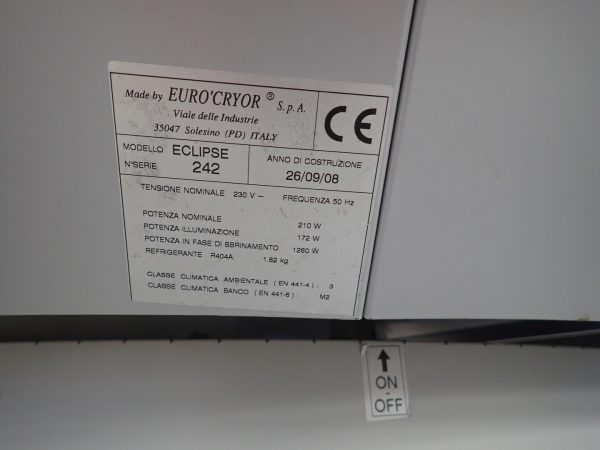 Made by EURO'CRYOR ® S.p.A.
Viale delle Industrie
35047 Solesino (PD) ITALY
CE
MODELLO ECLIPSE
N°SERIE: 242
ANNO DI COSTRUZIONE
26/09/08
TENSIONE NOMINALE 230 V ~ FREQUENZA 50 Hz
POTENZA NOMINALE 210 W
POTENZA ILLUMINAZIONE 172 W
POTENZA IN FASE DI SBRINAMENTO 1260 W
REFRIGERANTE R404A 1.82 kg
CLASSE CLIMATICA AMBIENTALE ( EN 441-4 ) : 3
CLASSE CLIMATICA BANCO ( EN 441-6 ) : M2
ON
-
OFF